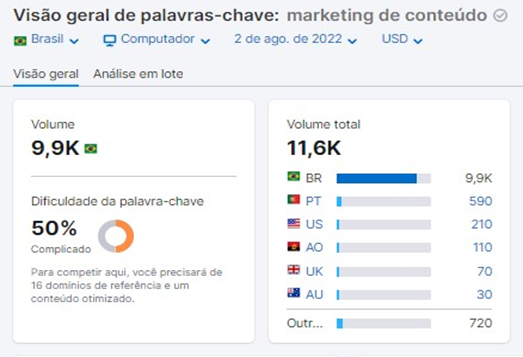 Visão geral de palavras-chave: marketing de conteúdo
Brasil Computador 2 de ago. de 2022 USD
Visão geral Análise em lote
Volume
9,9K
Dificuldade da palavra-chave
50%
Complicado
Para competir aqui, você precisará de
16 domínios de referência e um
conteúdo otimizado.
Volume total
11,6K
BR 9,9K
PT 590
US 210
AO 110
UK 70
AU 30
Outr... 720